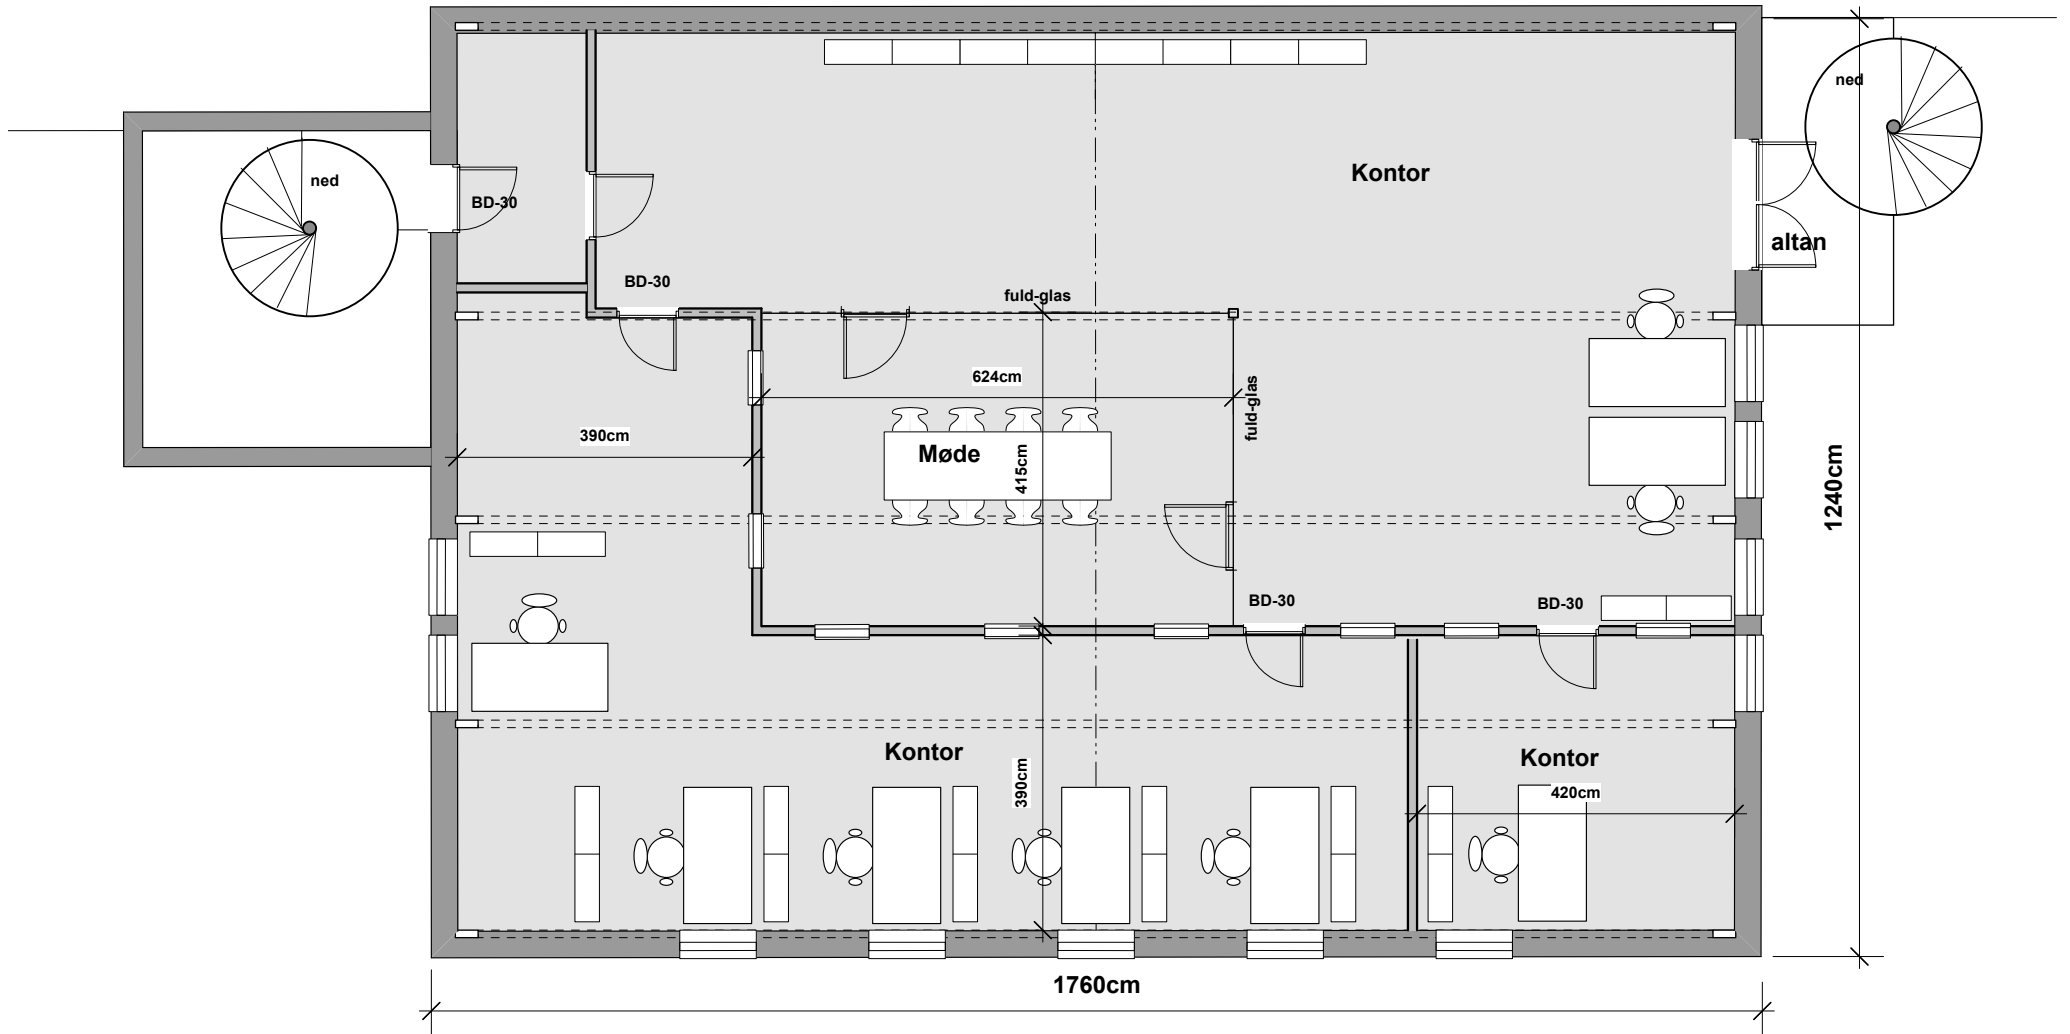 ned
ned
Kontor
BD-30
altan
BD-30
fuld-glas
624cm
fuld-glas
390cm
Møde
415cm
1240cm
BD-30
BD-30
Kontor
Kontor
390cm
420cm
1760cm